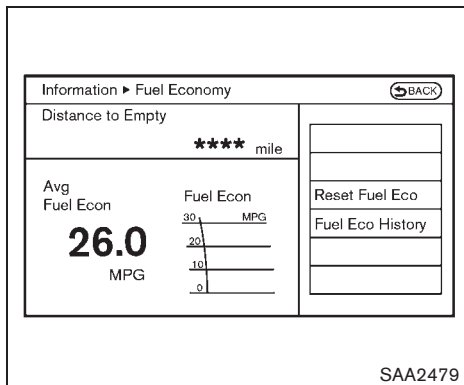 Information ▶ Fuel Economy
BACK
Distance to Empty
**** mile
Avg
Fuel Econ
26.0
MPG
Fuel Econ
30 MPG
20
10
0
Reset Fuel Eco
Fuel Eco History
SAA2479